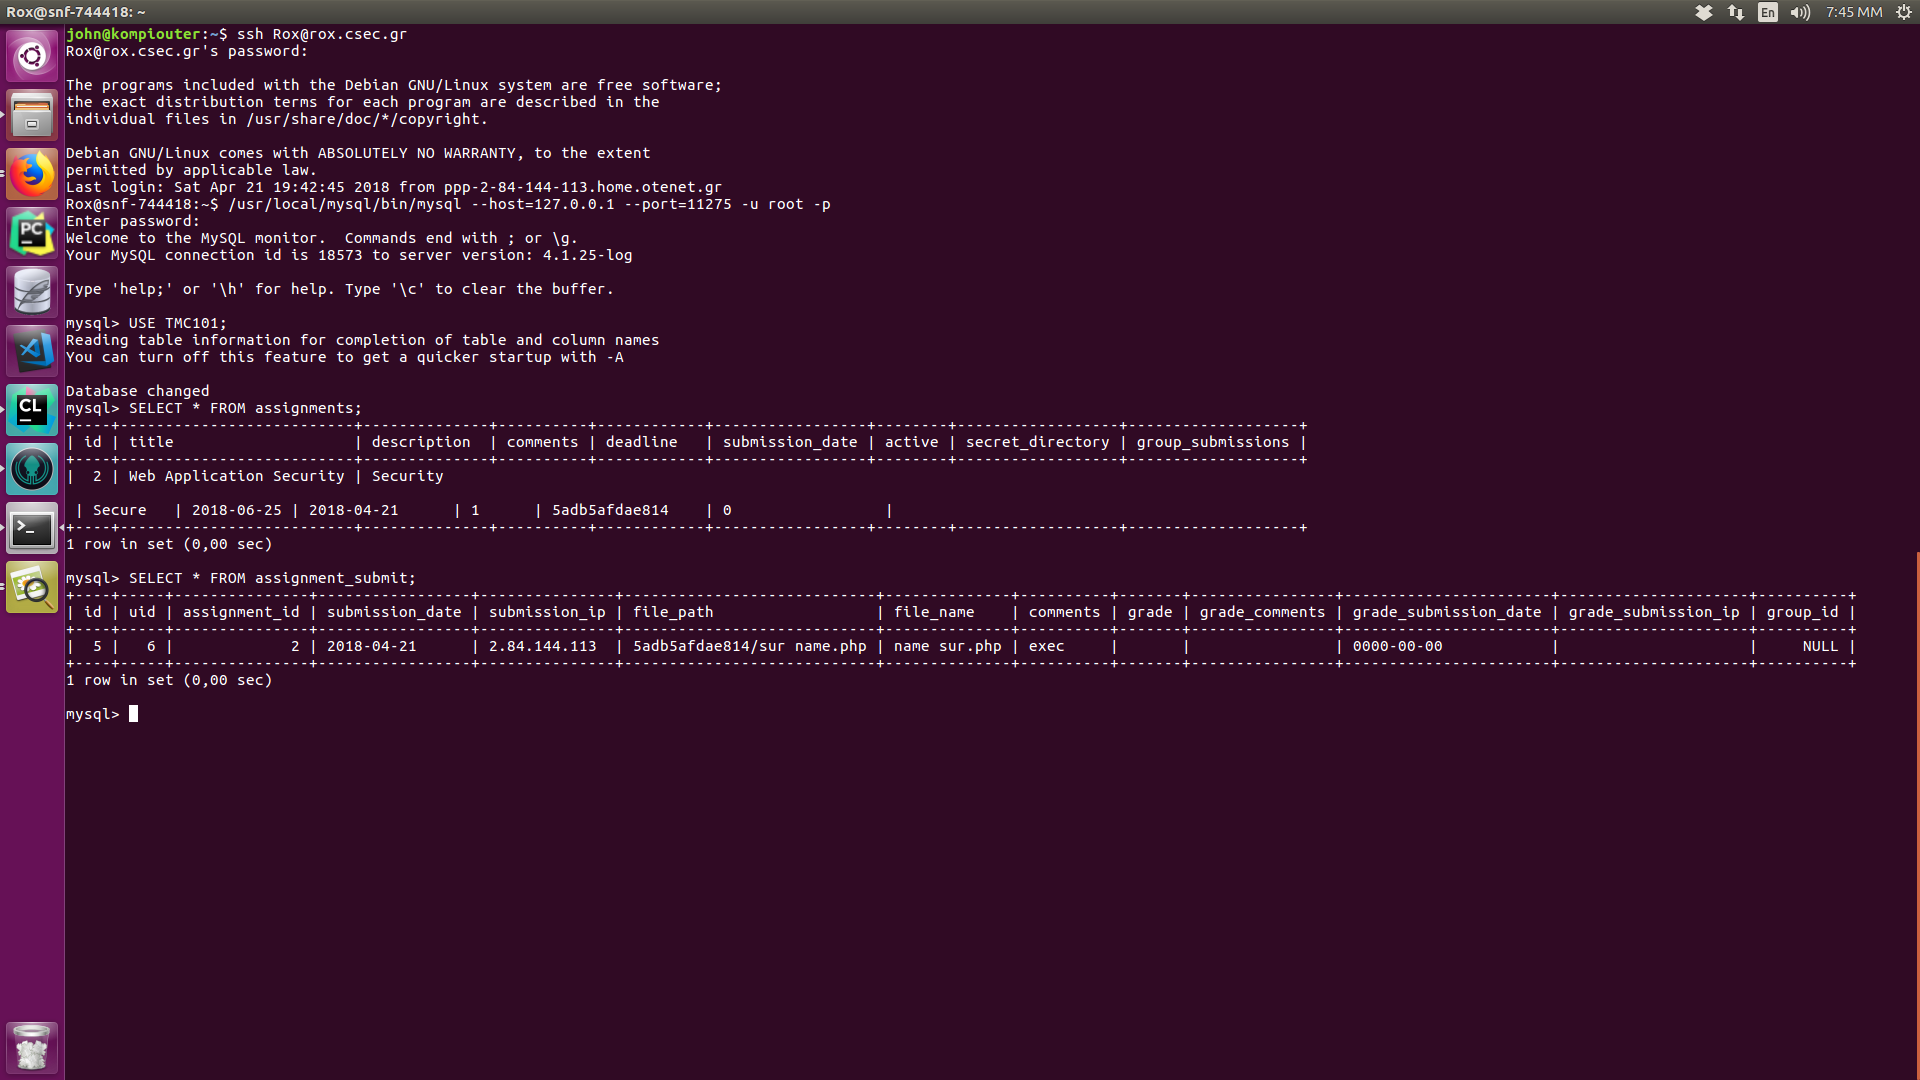 Rox@snf-744418: ~
En
7:45 MM
john@kompiouter:~$ ssh Rox@rox.csec.gr
Rox@rox.csec.gr's password:
The programs included with the Debian GNU/Linux system are free software;
the exact distribution terms for each program are described in the
individual files in /usr/share/doc/*/copyright.
Debian GNU/Linux comes with ABSOLUTELY NO WARRANTY, to the extent
permitted by applicable law.
Last login: Sat Apr 21 19:42:45 2018 from ppp-2-84-144-113.home.otenet.gr
Rox@snf-744418:~$ /usr/local/mysql/bin/mysql --host=127.0.0.1 --port=11275 -u root -p
Enter password:
Welcome to the MySQL monitor.  Commands end with ; or \g.
Your MySQL connection id is 18573 to server version: 4.1.25-log
Type 'help;' or '\h' for help. Type '\c' to clear the buffer.
mysql> USE TMC101;
Reading table information for completion of table and column names
You can turn off this feature to get a quicker startup with -A
Database changed
mysql> SELECT * FROM assignments;
+----+--------------------------+--------------+----------+------------+-----------------+--------+------------------+-------------------+
| id | title                    | description  | comments | deadline   | submission_date | active | secret_directory | group_submissions |
+----+--------------------------+--------------+----------+------------+-----------------+--------+------------------+-------------------+
|  2 | Web Application Security | Security
| Secure   | 2018-06-25 | 2018-04-21      | 1      | 5adb5afdae814    | 0                 |
+----+--------------------------+--------------+----------+------------+-----------------+--------+------------------+-------------------+
1 row in set (0,00 sec)
mysql> SELECT * FROM assignment_submit;
+----+-----+---------------+-----------------+---------------+----------------------------+--------------+----------+-------+----------------+-----------------------+---------------------+----------+
| id | uid | assignment_id | submission_date | submission_ip | file_path                  | file_name    | comments | grade | grade_comments | grade_submission_date | grade_submission_ip | group_id |
+----+-----+---------------+-----------------+---------------+----------------------------+--------------+----------+-------+----------------+-----------------------+---------------------+----------+
|  5 |   6 |             2 | 2018-04-21      | 2.84.144.113  | 5adb5afdae814/sur name.php | name sur.php | exec     |       |                | 0000-00-00            |                     |     NULL |
+----+-----+---------------+-----------------+---------------+----------------------------+--------------+----------+-------+----------------+-----------------------+---------------------+----------+
1 row in set (0,00 sec)
mysql>
PC
CL
>_